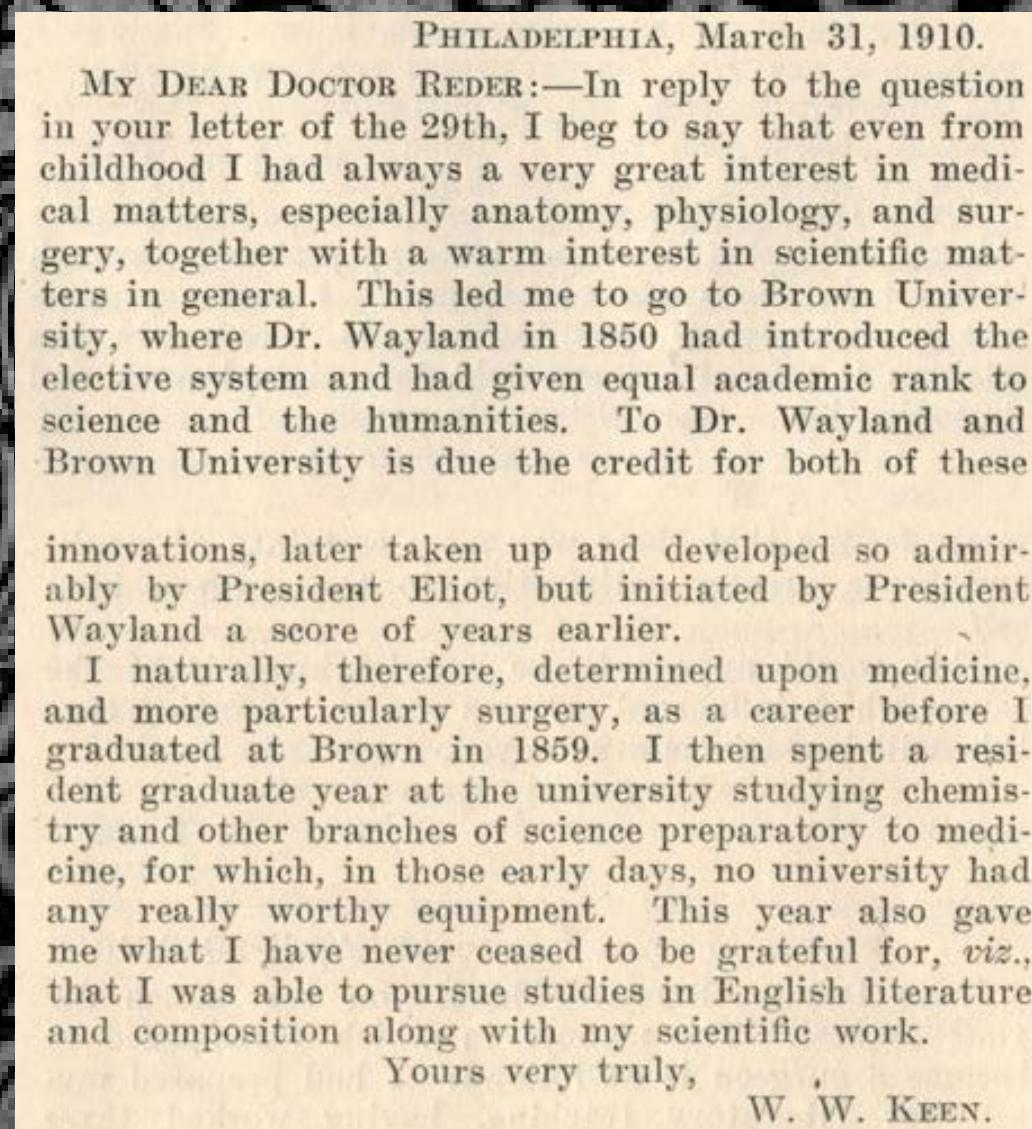 PHILADELPHIA, March 31, 1910.
MY DEAR DOCTOR REDER:—In reply to the question
in your letter of the 29th, I beg to say that even from
childhood I had always a very great interest in medi-
cal matters, especially anatomy, physiology, and sur-
gery, together with a warm interest in scientific mat-
ters in general. This led me to go to Brown Univer-
sity, where Dr. Wayland in 1850 had introduced the
elective system and had given equal academic rank to
science and the humanities. To Dr. Wayland and
Brown University is due the credit for both of these
innovations, later taken up and developed so admir-
ably by President Eliot, but initiated by President
Wayland a score of years earlier.
I naturally, therefore, determined upon medicine,
and more particularly surgery, as a career before I
graduated at Brown in 1859. I then spent a resi-
dent graduate year at the university studying chemis-
try and other branches of science preparatory to medi-
cine, for which, in those early days, no university had
any really worthy equipment. This year also gave
me what I have never ceased to be grateful for, viz.,
that I was able to pursue studies in English literature
and composition along with my scientific work.
Yours very truly,
W. W. KEEN.